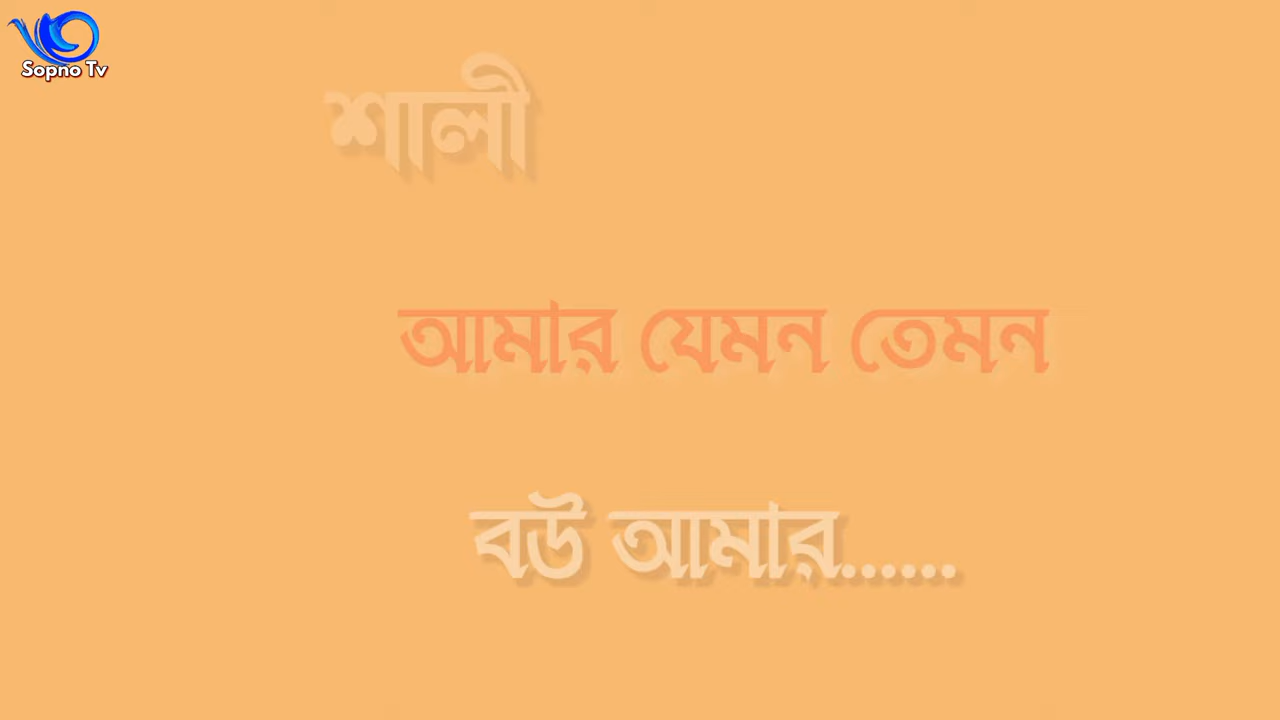 Sopno Tv
শালী
আমার যেমন তেমন
বউ আমার......